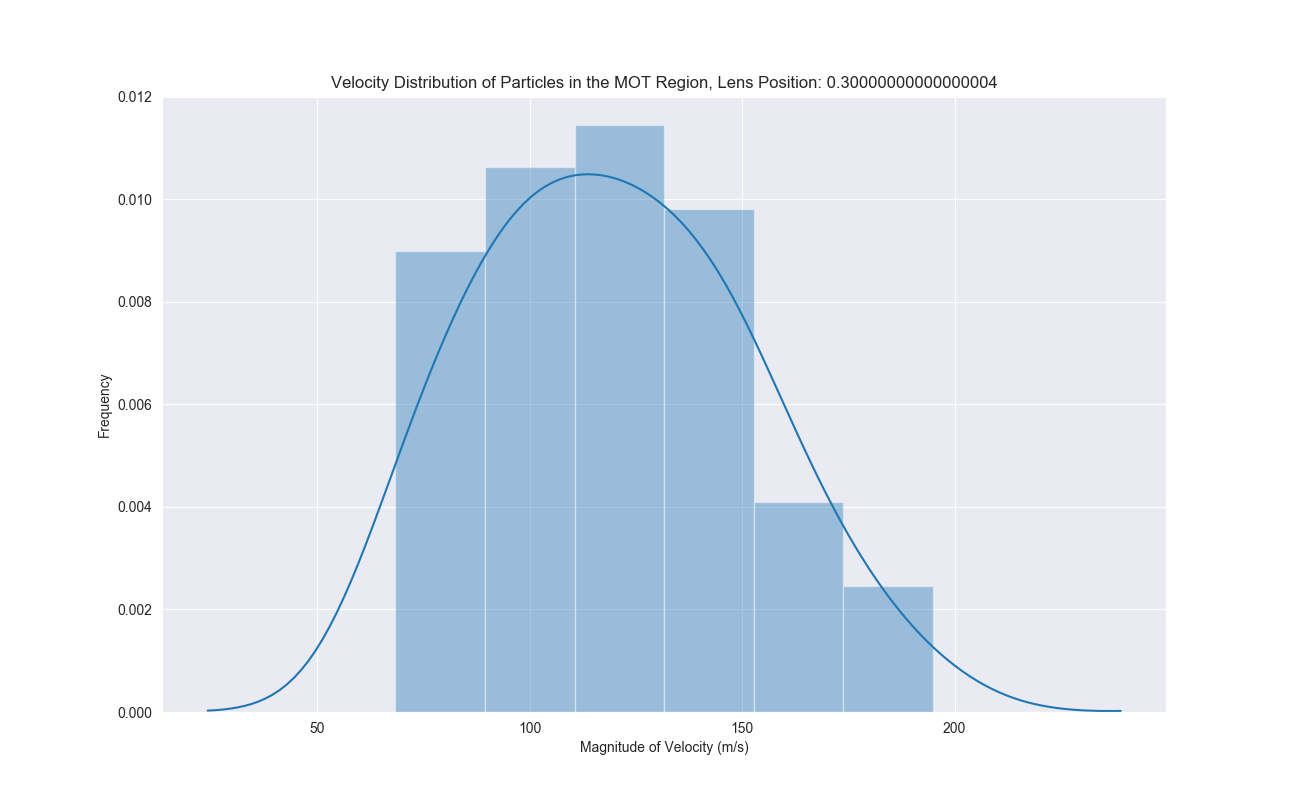 Velocity Distribution of Particles in the MOT Region, Lens Position: 0.30000000000000004
0.012
0.010
0.008
0.006
0.004
0.002
0.000
Frequency
50 100 150 200
Magnitude of Velocity (m/s)